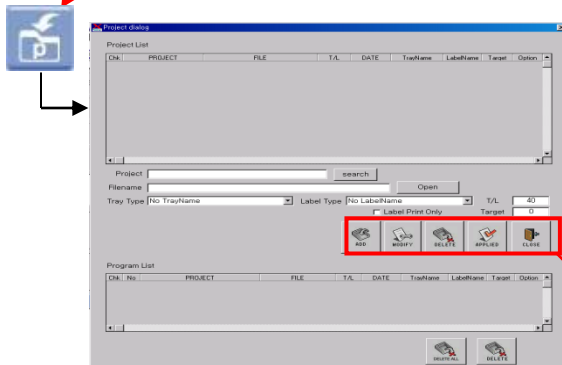 Project dialog
p
Project List
Chk PROJECT FILE T/L DATE TrayName LabelName Target Option
Project search
Filename Open
Tray Type No TrayName Label Type No LabelName T/L 40
Label Print Only Target 0
ADD MODIFY DELETE APPLIED CLOSE
Program List
Chk No PROJECT FILE T/L DATE TrayName LabelName Target Option
DELETE ALL DELETE